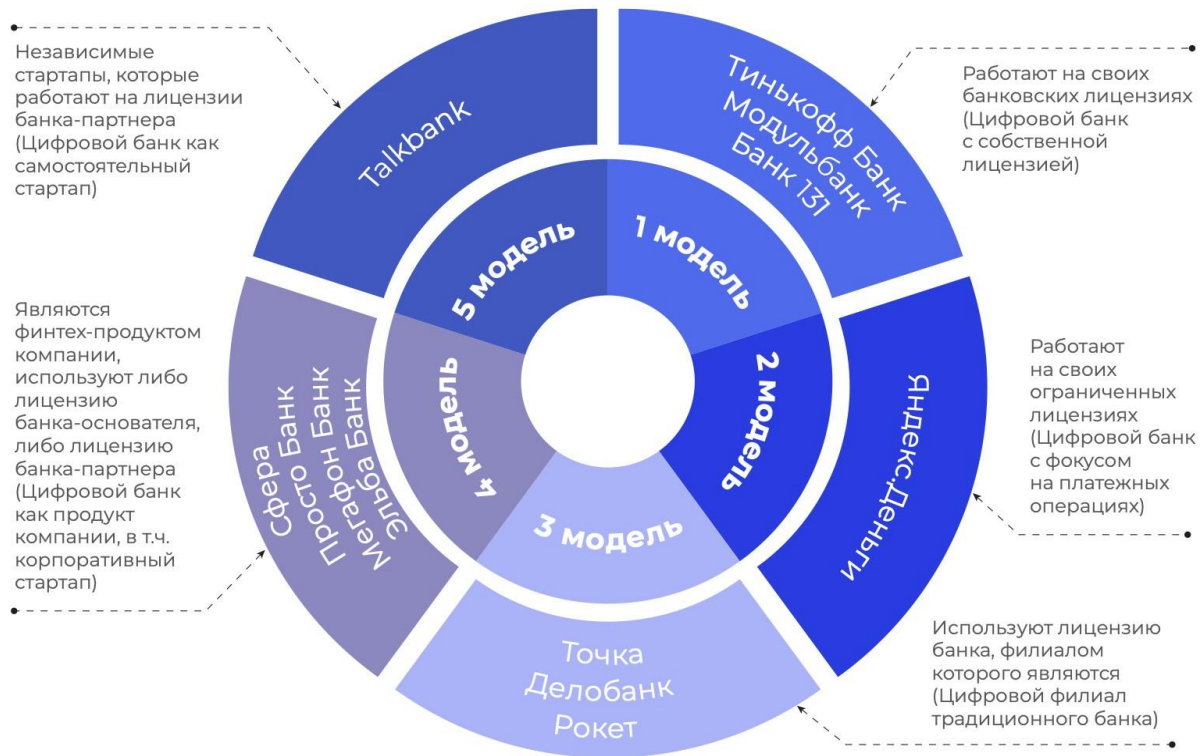 Независимые
стартапы, которые
работают на лицензии
банка-партнера
(Цифровой банк как
самостоятельный
стартап)
Talkbank
5 модель
Тинькофф Банк
Модульбанк
Банк 131
1 модель
Работают на своих
банковских лицензиях
(Цифровой банк
с собственной
лицензией)
Являются
финтех-продуктом
компании,
используют либо
лицензию
банка-основателя,
либо лицензию
банка-партнера
(Цифровой банк
как продукт
компании, в т.ч.
корпоративный
стартап)
Сфера
Просто Банк
Мегафон Банк
Эльба Банк
4 модель
2 модель
Яндекс.Деньги
Работают
на своих
ограниченных
лицензиях
(Цифровой банк
с фокусом
на платежных
операциях)
3 модель
Точка
Делобанк
Рокет
Используют лицензию
банка, филиалом
которого являются
(Цифровой филиал
традиционного банка)